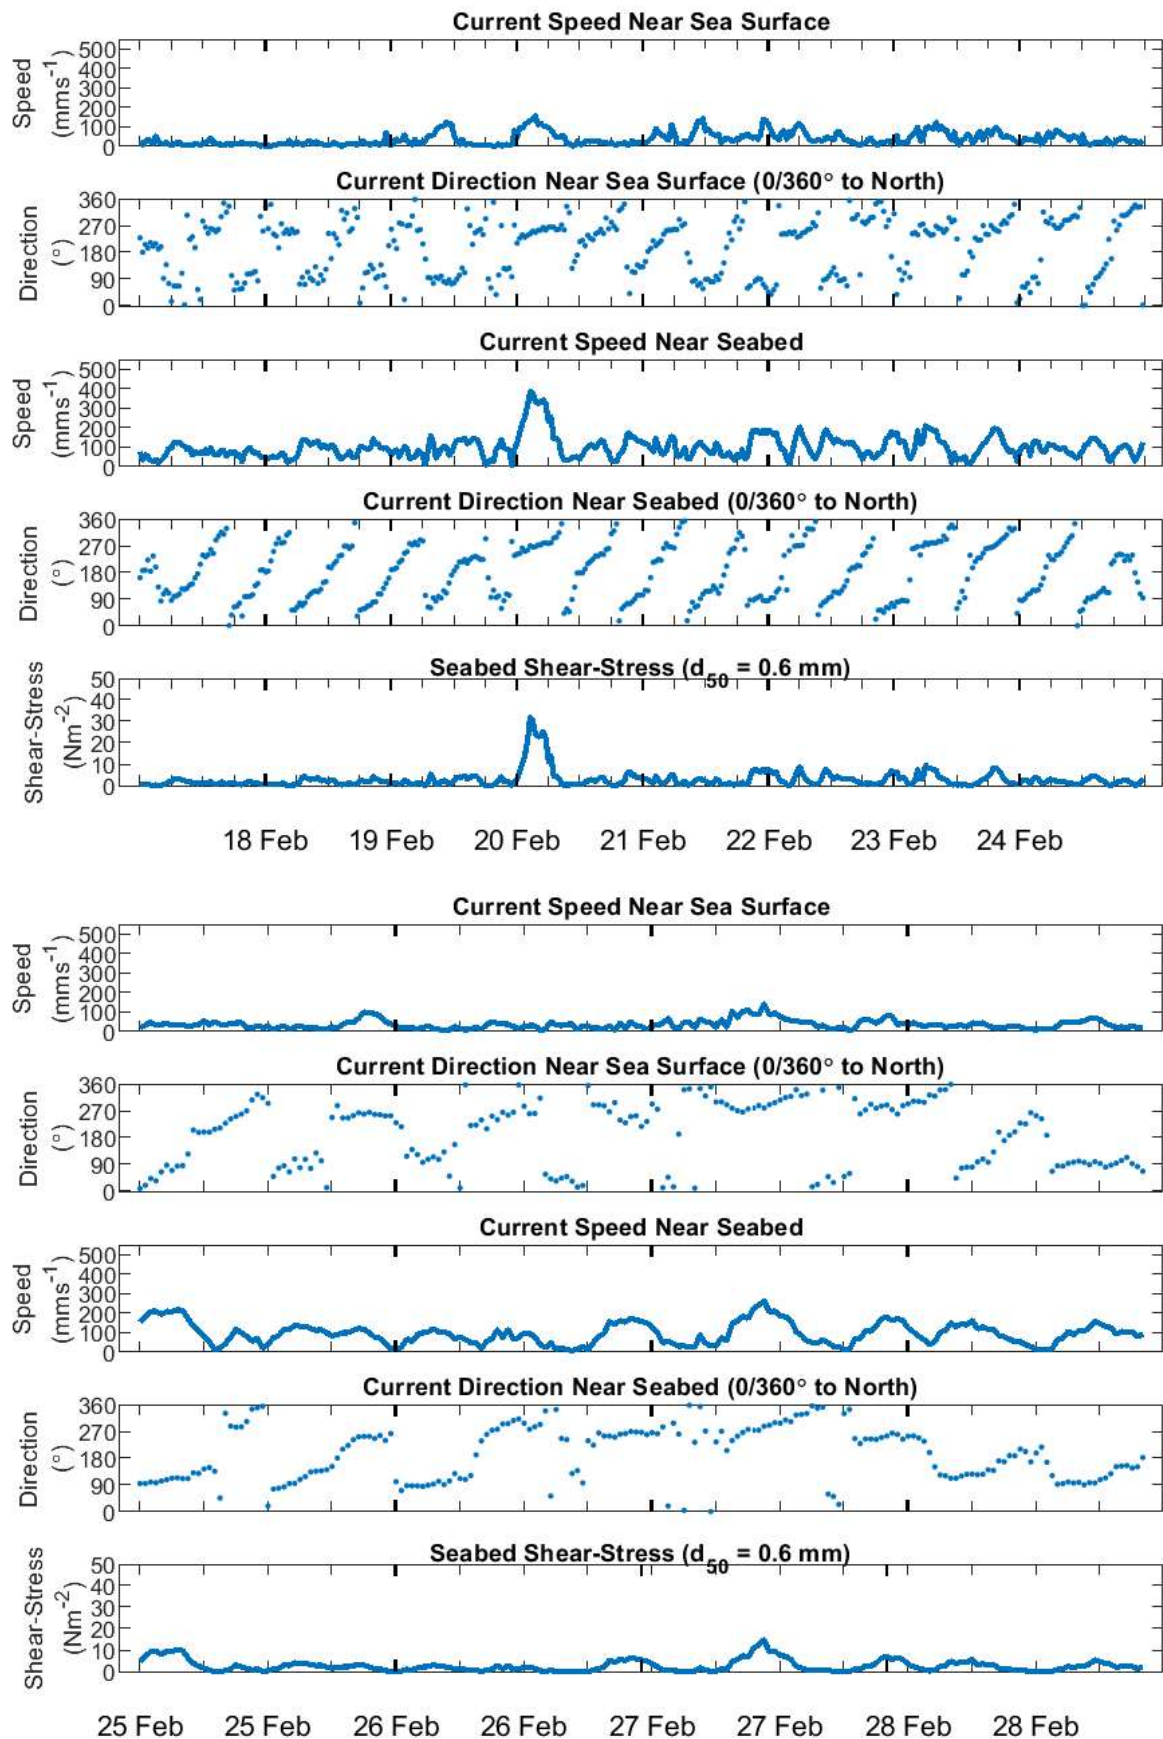 Current Speed Near Sea Surface
Speed
(mms⁻¹)
500
400
300
200
100
0
Current Direction Near Sea Surface (0/360° to North)
Direction
(°)
360
270
180
90
0
Current Speed Near Seabed
Speed
(mms⁻¹)
500
400
300
200
100
0
Current Direction Near Seabed (0/360° to North)
Direction
(°)
360
270
180
90
0
Seabed Shear-Stress (d₅₀ = 0.6 mm)
Shear-Stress
(Nm⁻²)
50
40
30
20
10
0
18 Feb 19 Feb 20 Feb 21 Feb 22 Feb 23 Feb 24 Feb
Current Speed Near Sea Surface
Speed
(mms⁻¹)
500
400
300
200
100
0
Current Direction Near Sea Surface (0/360° to North)
Direction
(°)
360
270
180
90
0
Current Speed Near Seabed
Speed
(mms⁻¹)
500
400
300
200
100
0
Current Direction Near Seabed (0/360° to North)
Direction
(°)
360
270
180
90
0
Seabed Shear-Stress (d₅₀ = 0.6 mm)
Shear-Stress
(Nm⁻²)
50
40
30
20
10
0
25 Feb 25 Feb 26 Feb 26 Feb 27 Feb 27 Feb 28 Feb 28 Feb